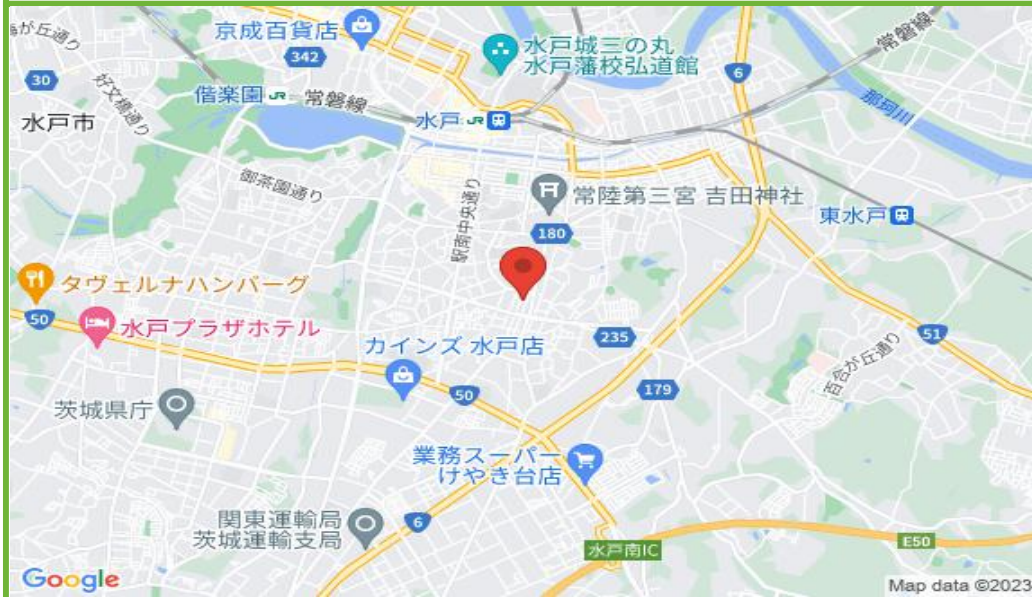 が丘通り
京成百貨店
342
水戸城三の丸
水戸藩校弘道館
常磐線
6
30
好文橋通り
偕楽園 JR
常磐線
那珂川
水戸市
水戸 JR
御茶園通り
駅南中央通り
常陸第三宮 吉田神社
180
東水戸
タヴェルナハンバーグ
50
水戸プラザホテル
カインズ 水戸店
235
51
百合が丘通り
50
179
茨城県庁
業務スーパー
けやき台店
関東運輸局
茨城運輸支局
6
水戸南IC
E50
Google
Map data ©2023